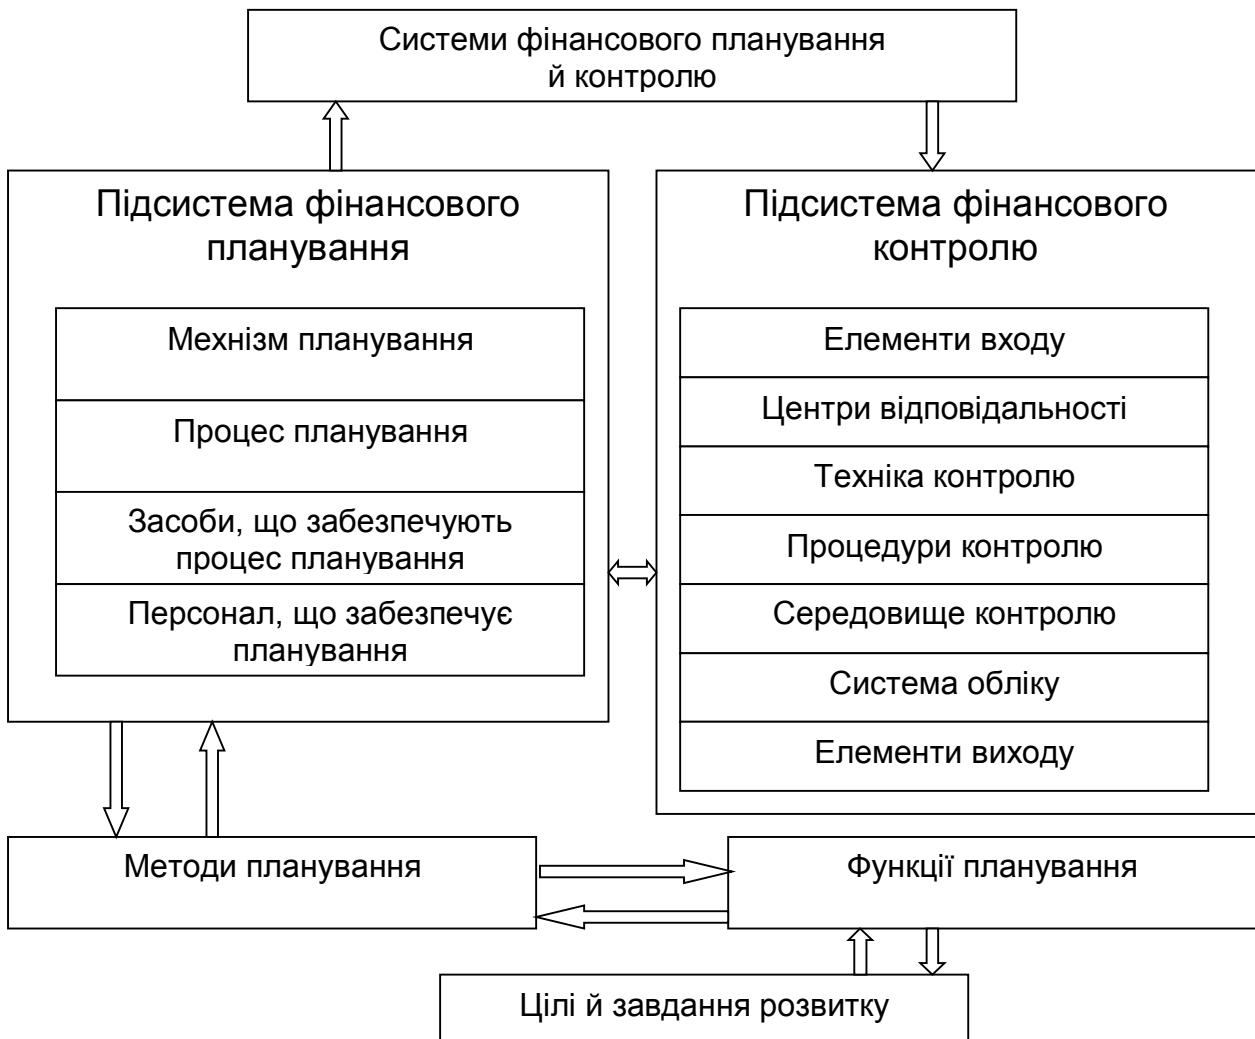 Системи фінансового планування
й контролю
Підсистема фінансового
планування
Мехнізм планування
Процес планування
Засоби, що забезпечують
процес планування
Персонал, що забезпечує
планування
Підсистема фінансового
контролю
Елементи входу
Центри відповідальності
Техніка контролю
Процедури контролю
Середовище контролю
Система обліку
Елементи виходу
Методи планування
Функції планування
Цілі й завдання розвитку